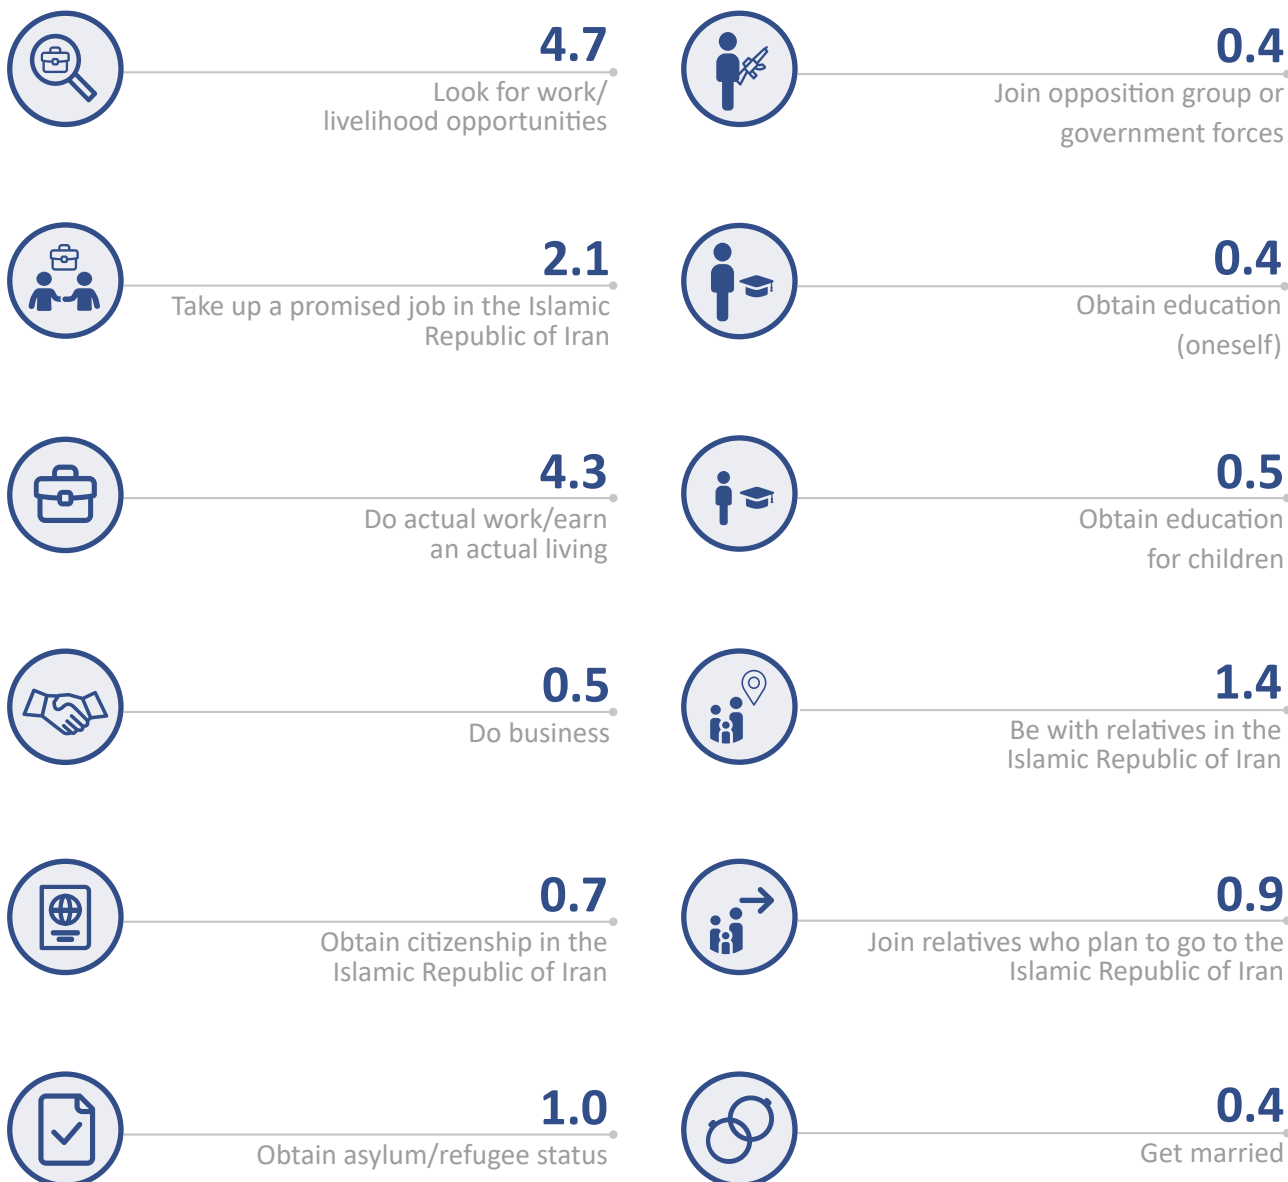 4.7
Look for work/
livelihood opportunities
2.1
Take up a promised job in the Islamic
Republic of Iran
4.3
Do actual work/earn
an actual living
0.5
Do business
0.7
Obtain citizenship in the
Islamic Republic of Iran
1.0
Obtain asylum/refugee status
0.4
Join opposition group or
government forces
0.4
Obtain education
(oneself)
0.5
Obtain education
for children
1.4
Be with relatives in the
Islamic Republic of Iran
0.9
Join relatives who plan to go to the
Islamic Republic of Iran
0.4
Get married